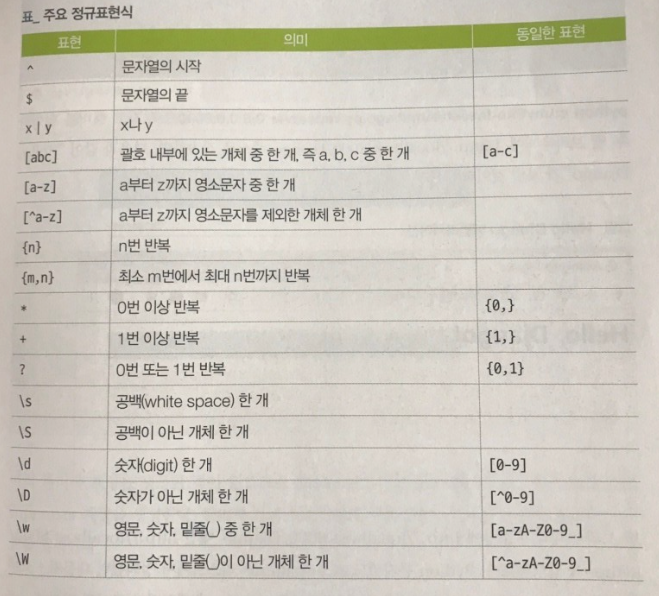 표_ 주요 정규표현식
표현 의미 동일한 표현
^ 문자열의 시작
$ 문자열의 끝
x | y x나 y
[abc] 괄호 내부에 있는 개체 중 한 개, 즉 a, b, c 중 한 개 [a-c]
[a-z] a부터 z까지 영소문자 중 한 개
[^a-z] a부터 z까지 영소문자를 제외한 개체 한 개
{n} n번 반복
{m,n} 최소 m번에서 최대 n번까지 반복
* 0번 이상 반복 {0,}
+ 1번 이상 반복 {1,}
? 0번 또는 1번 반복 {0,1}
\s 공백(white space) 한 개
\S 공백이 아닌 개체 한 개
\d 숫자(digit) 한 개 [0-9]
\D 숫자가 아닌 개체 한 개 [^0-9]
\w 영문, 숫자, 밑줄(_) 중 한 개 [a-zA-Z0-9_]
\W 영문, 숫자, 밑줄(_)이 아닌 개체 한 개 [^a-zA-Z0-9_]